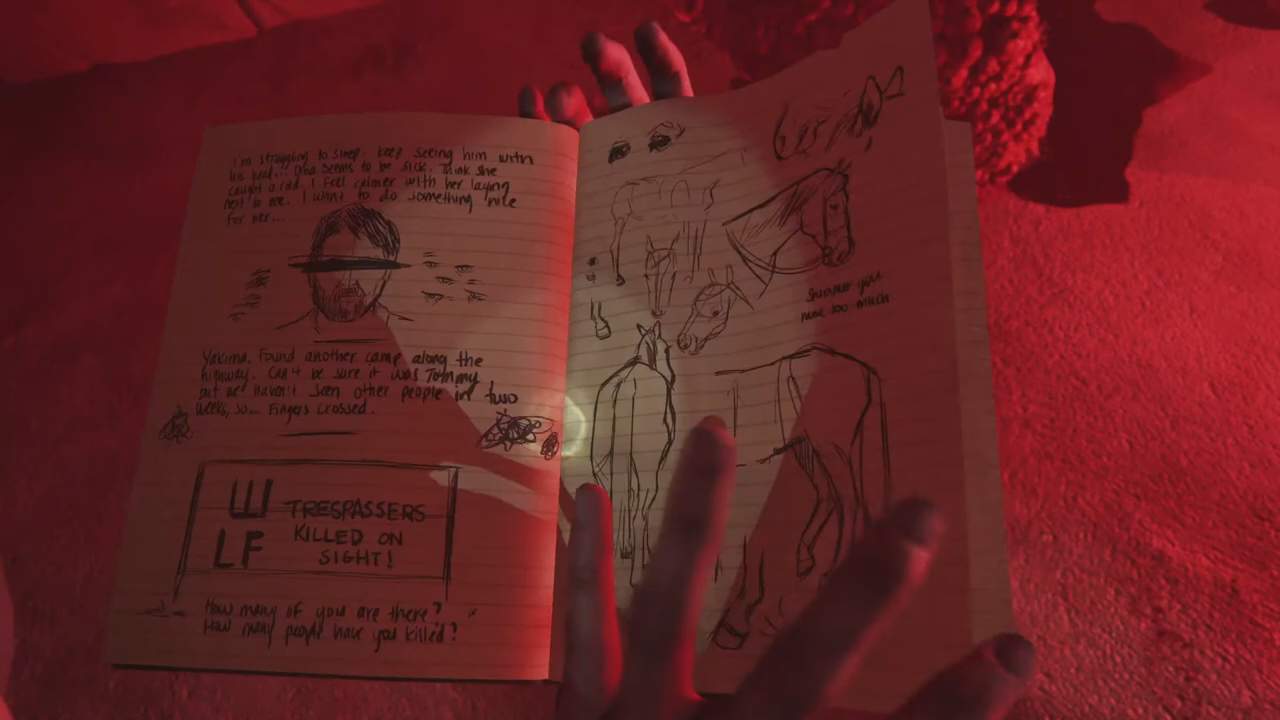 I'm struggling to sleep. Keep seeing him with
his head... Dina seems to be sick. Think she
caught a cold. I feel calmer with her laying
next to me. I want to do something nice
for her...
Yakima. Found another camp along the
highway. Can't be sure it was Tommy
but we haven't seen other people in two
weeks, so... Fingers crossed.
W TRESPASSERS
LF KILLED ON
SIGHT!
How many of you are there?
How many people have you killed?
you
too much